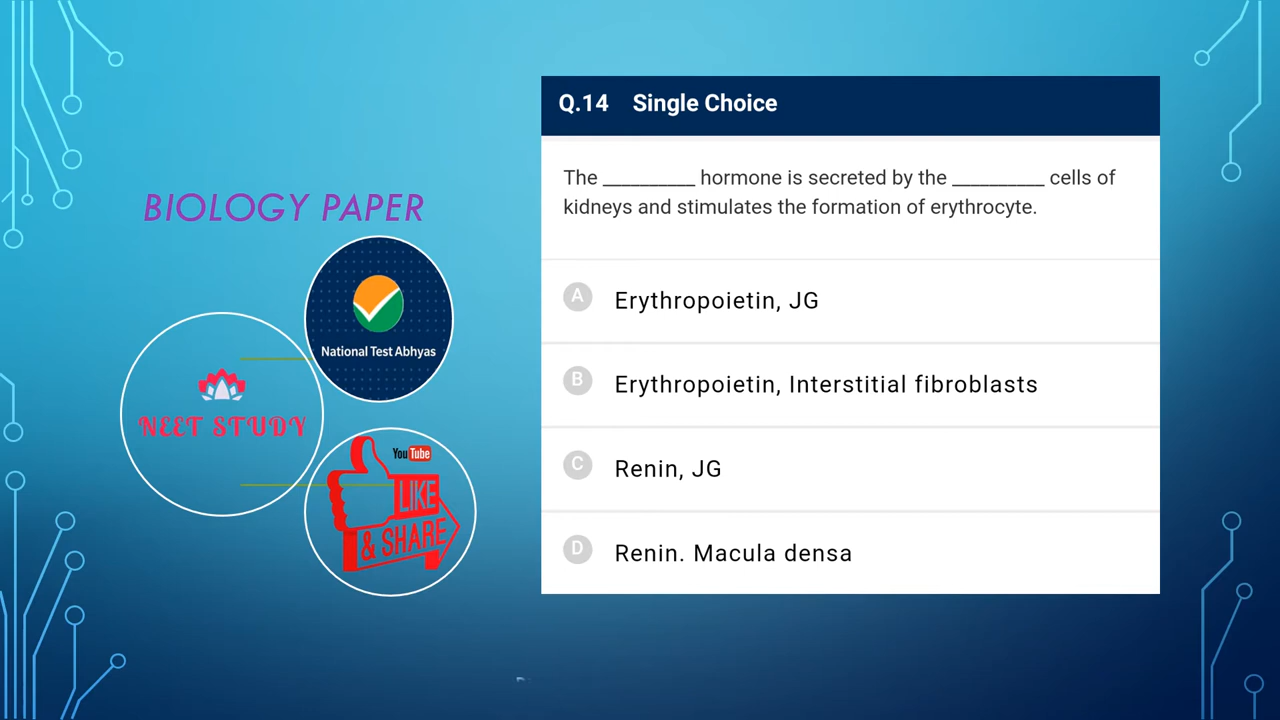 BIOLOGY PAPER
National Test Abhyas
NEET STUDY
YouTube
LIKE
& SHARE
Q.14 Single Choice
The __________ hormone is secreted by the __________ cells of
kidneys and stimulates the formation of erythrocyte.
A Erythropoietin, JG
B Erythropoietin, Interstitial fibroblasts
C Renin, JG
D Renin. Macula densa